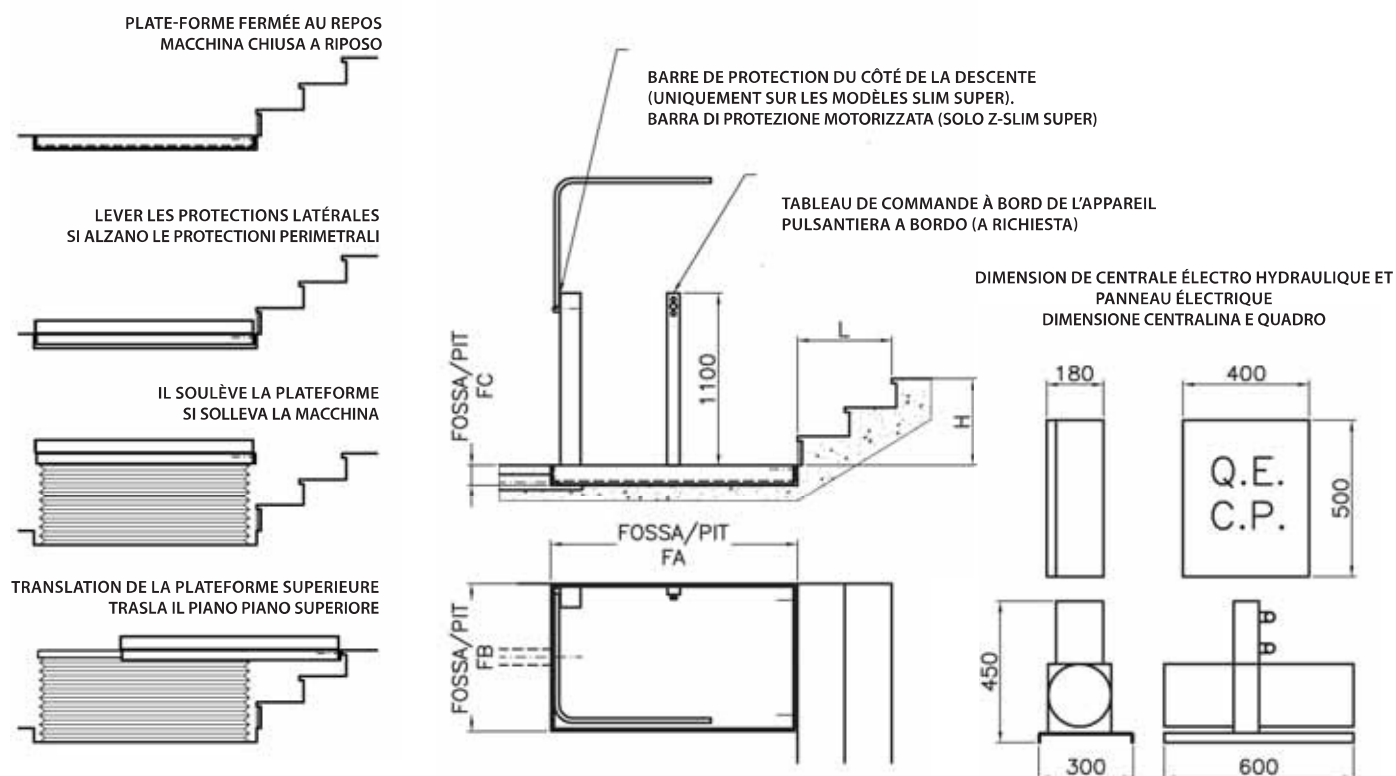 PLATE-FORME FERMÉE AU REPOS
MACCHINA CHIUSA A RIPOSO
LEVER LES PROTECTIONS LATÉRALES
SI ALZANO LE PROTECTIONI PERIMETRALI
IL SOULÈVE LA PLATEFORME
SI SOLLEVA LA MACCHINA
TRANSLATION DE LA PLATEFORME SUPERIEURE
TRASLA IL PIANO PIANO SUPERIORE
BARRE DE PROTECTION DU CÔTÉ DE LA DESCENTE
(UNIQUEMENT SUR LES MODÈLES SLIM SUPER).
BARRA DI PROTEZIONE MOTORIZZATA (SOLO Z-SLIM SUPER)
TABLEAU DE COMMANDE À BORD DE L'APPAREIL
PULSANTIERA A BORDO (A RICHIESTA)
FOSSA/PIT
FC
1100
L
H
FOSSA/PIT
FA
FOSSA/PIT
FB
DIMENSION DE CENTRALE ÉLECTRO HYDRAULIQUE ET
PANNEAU ÉLECTRIQUE
DIMENSIONE CENTRALINA E QUADRO
180
400
Q.E.
C.P.
500
450
300
600